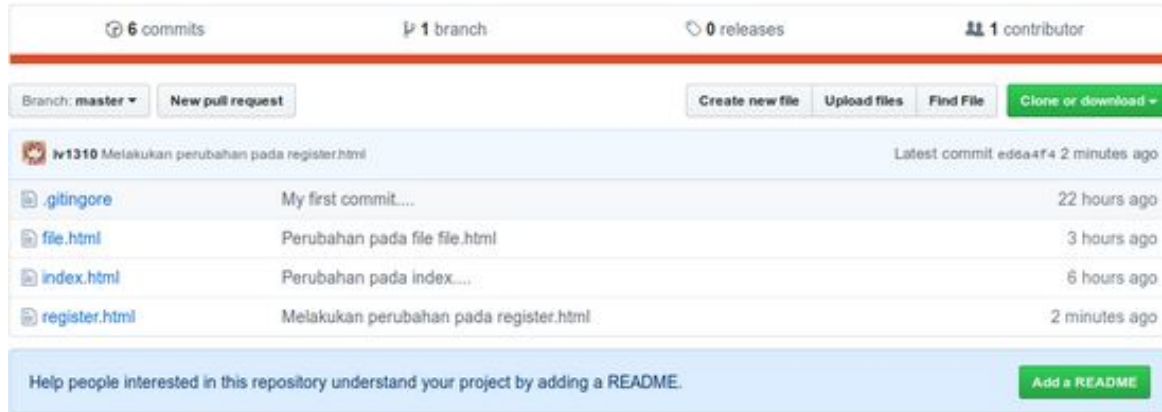 6 commits 1 branch 0 releases 1 contributor
Branch: master New pull request Create new file Upload files Find File Clone or download
lv1310 Melakukan perubahan pada register.html Latest commit ed6a4f4 2 minutes ago
.gitingore My first commit.... 22 hours ago
file.html Perubahan pada file file.html 3 hours ago
index.html Perubahan pada index.... 6 hours ago
register.html Melakukan perubahan pada register.html 2 minutes ago
Help people interested in this repository understand your project by adding a README. Add a README